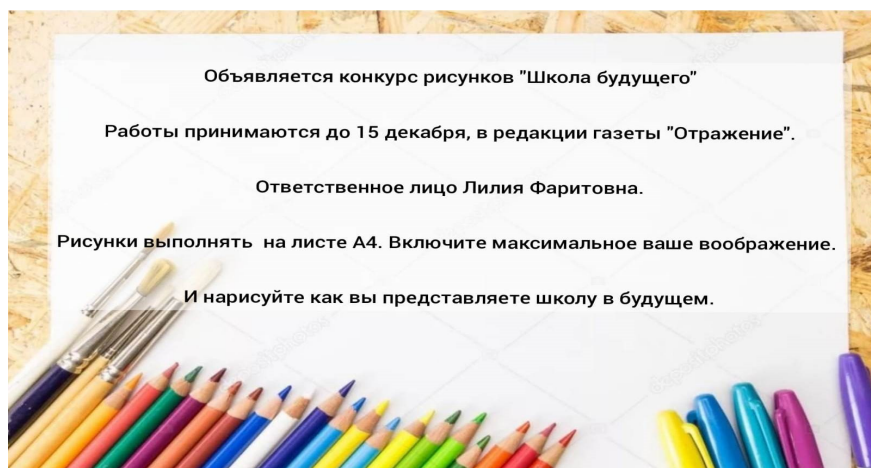 Объявляется конкурс рисунков "Школа будущего"
Работы принимаются до 15 декабря, в редакции газеты "Отражение".
Ответственное лицо Лилия Фаритовна.
Рисунки выполнять на листе А4. Включите максимальное ваше воображение.
И нарисуйте как вы представляете школу в будущем.